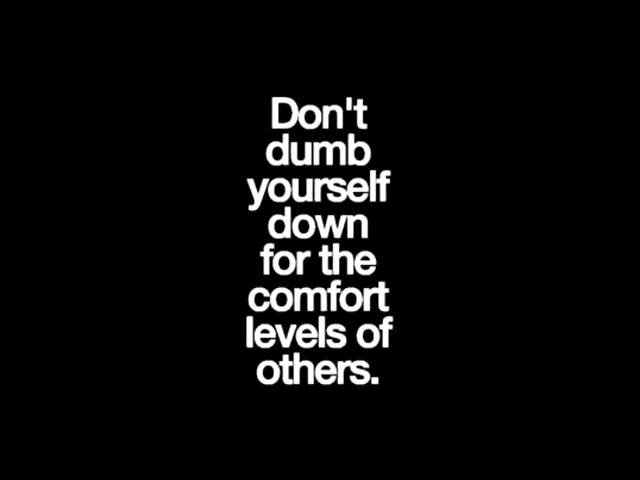 Don't
dumb
yourself
down
for the
comfort
levels of
others.